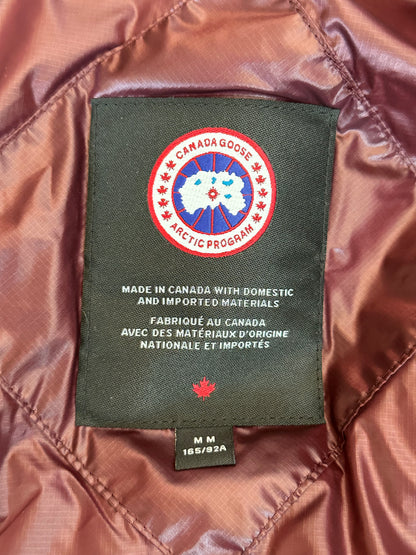 CANADA GOOSE
ARCTIC PROGRAM
MADE IN CANADA WITH DOMESTIC
AND IMPORTED MATERIALS
FABRIQUÉ AU CANADA
AVEC DES MATÉRIAUX D'ORIGINE
NATIONALE ET IMPORTÉS
M M
165/92A